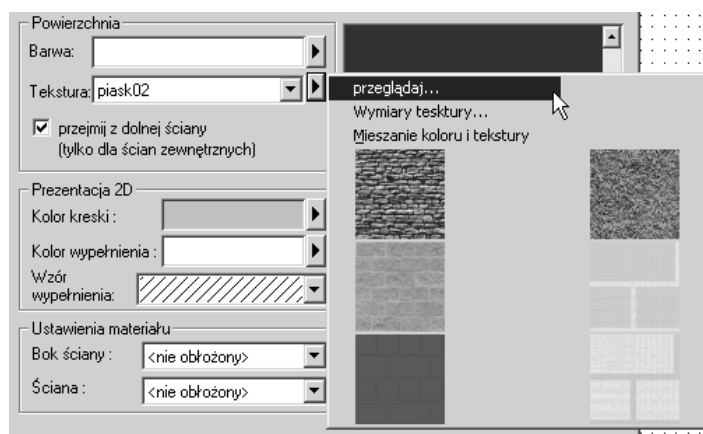 Powierzchnia
Barwa:
Tekstura: piask02
przejmij z dolnej ściany
(tylko dla ścian zewnętrznych)
Prezentacja 2D
Kolor kreski :
Kolor wypełnienia :
Wzór
wypełnienia:
Ustawienia materiału
Bok ściany : <nie obłożony>
Ściana : <nie obłożony>
przeglądaj...
Wymiary tesktury...
Mieszanie koloru i tekstury